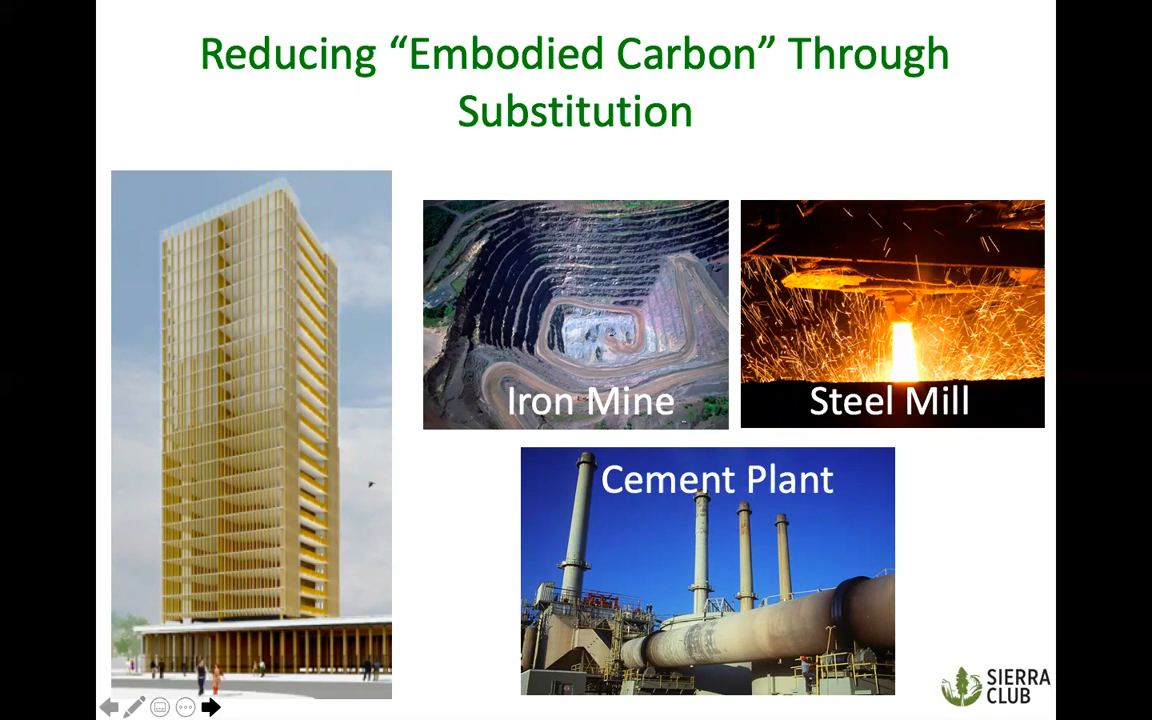 Reducing “Embodied Carbon” Through
Substitution
Iron Mine
Steel Mill
Cement Plant
SIERRA
CLUB